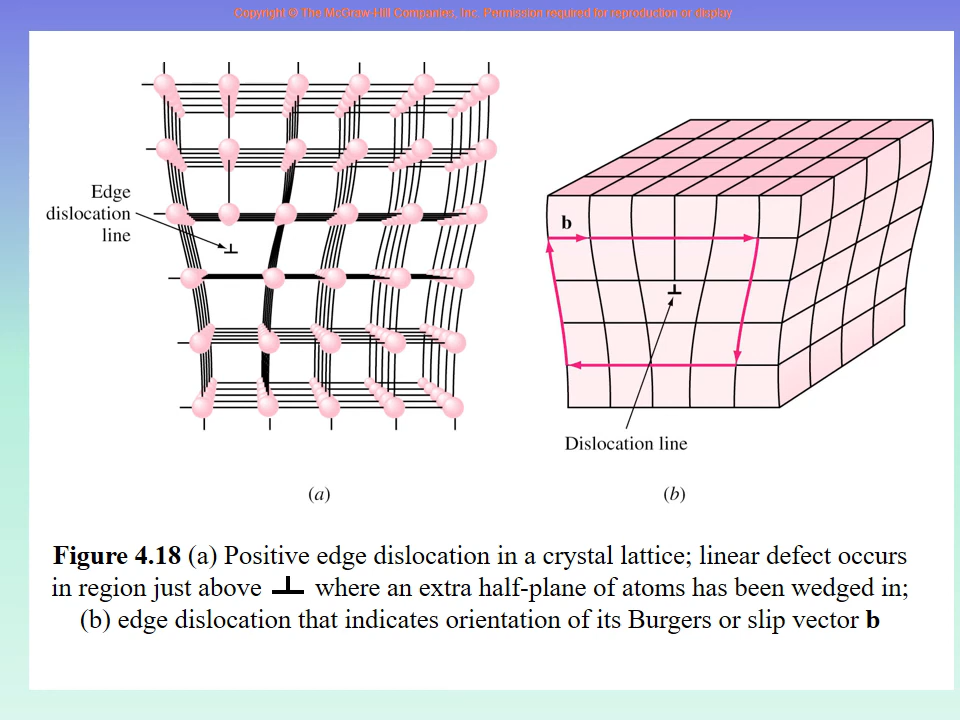 Copyright © The McGraw-Hill Companies, Inc. Permission required for reproduction or display
Edge
dislocation
line
b
Dislocation line
(a)
(b)
Figure 4.18 (a) Positive edge dislocation in a crystal lattice; linear defect occurs
in region just above ⊥ where an extra half-plane of atoms has been wedged in;
(b) edge dislocation that indicates orientation of its Burgers or slip vector b